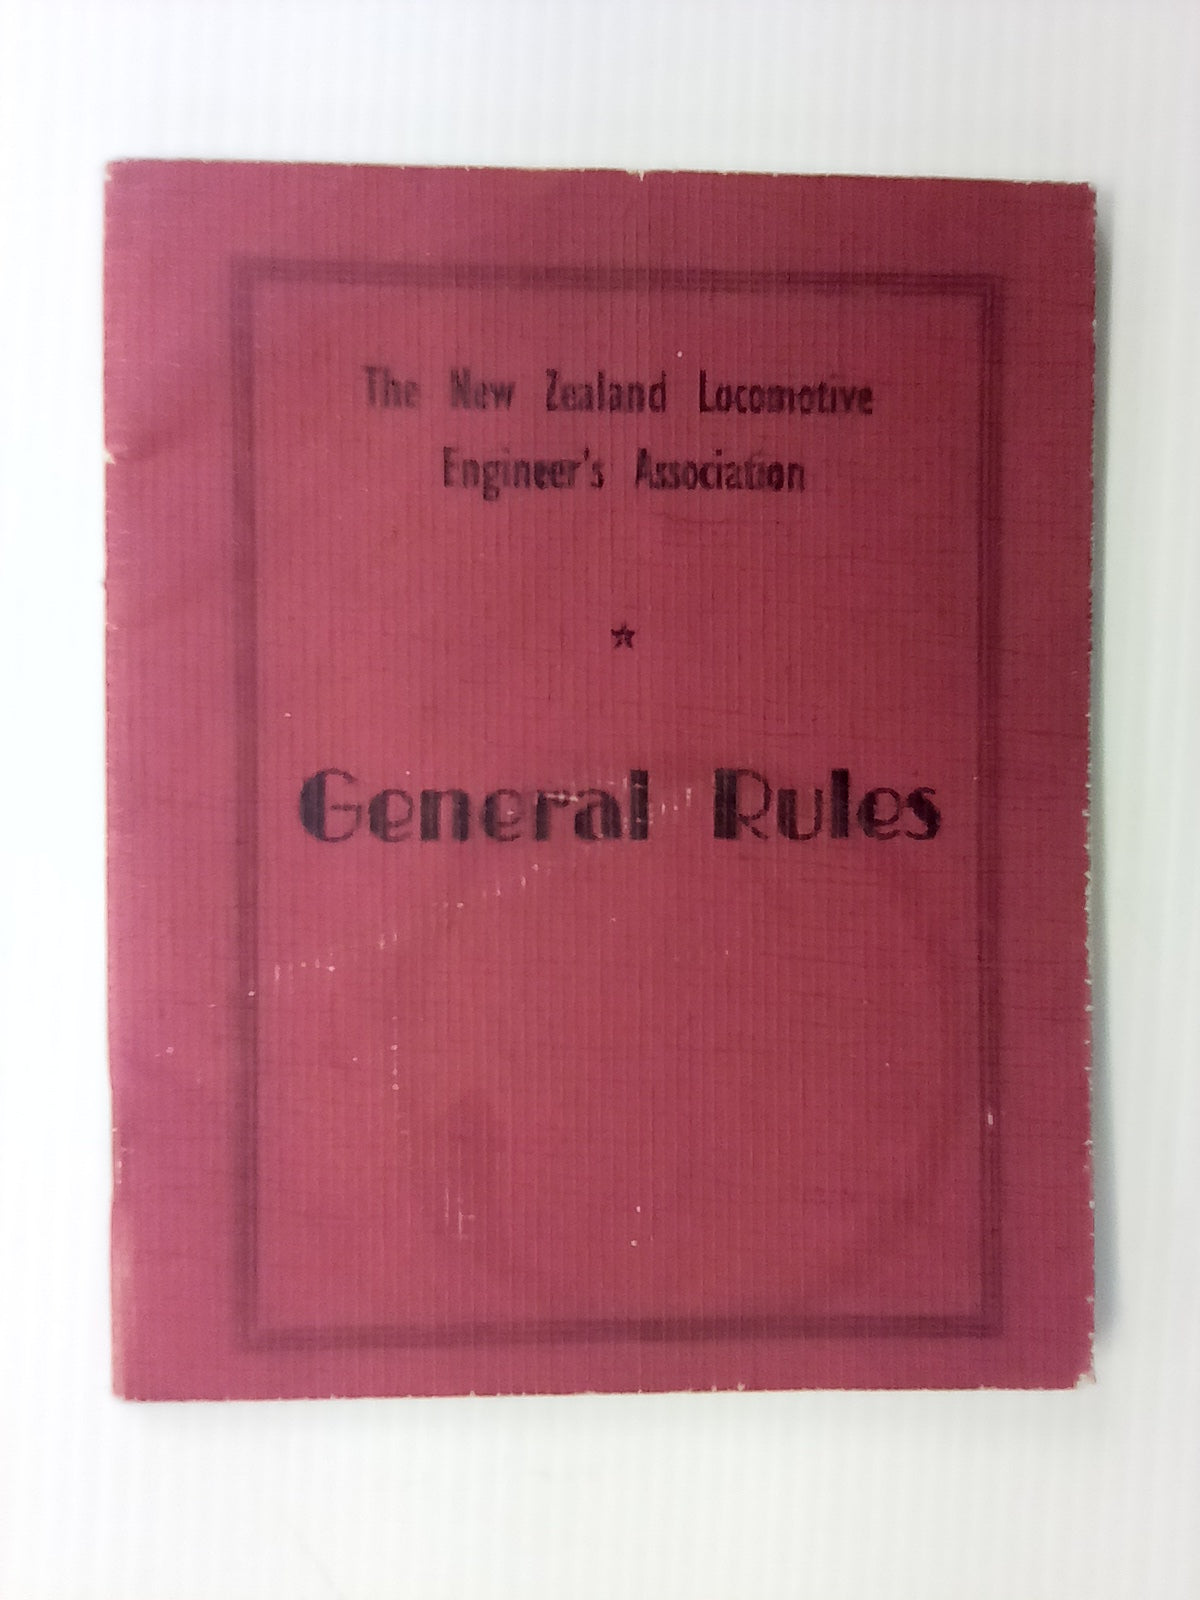 The New Zealand Locomotive
Engineer's Association
General Rules